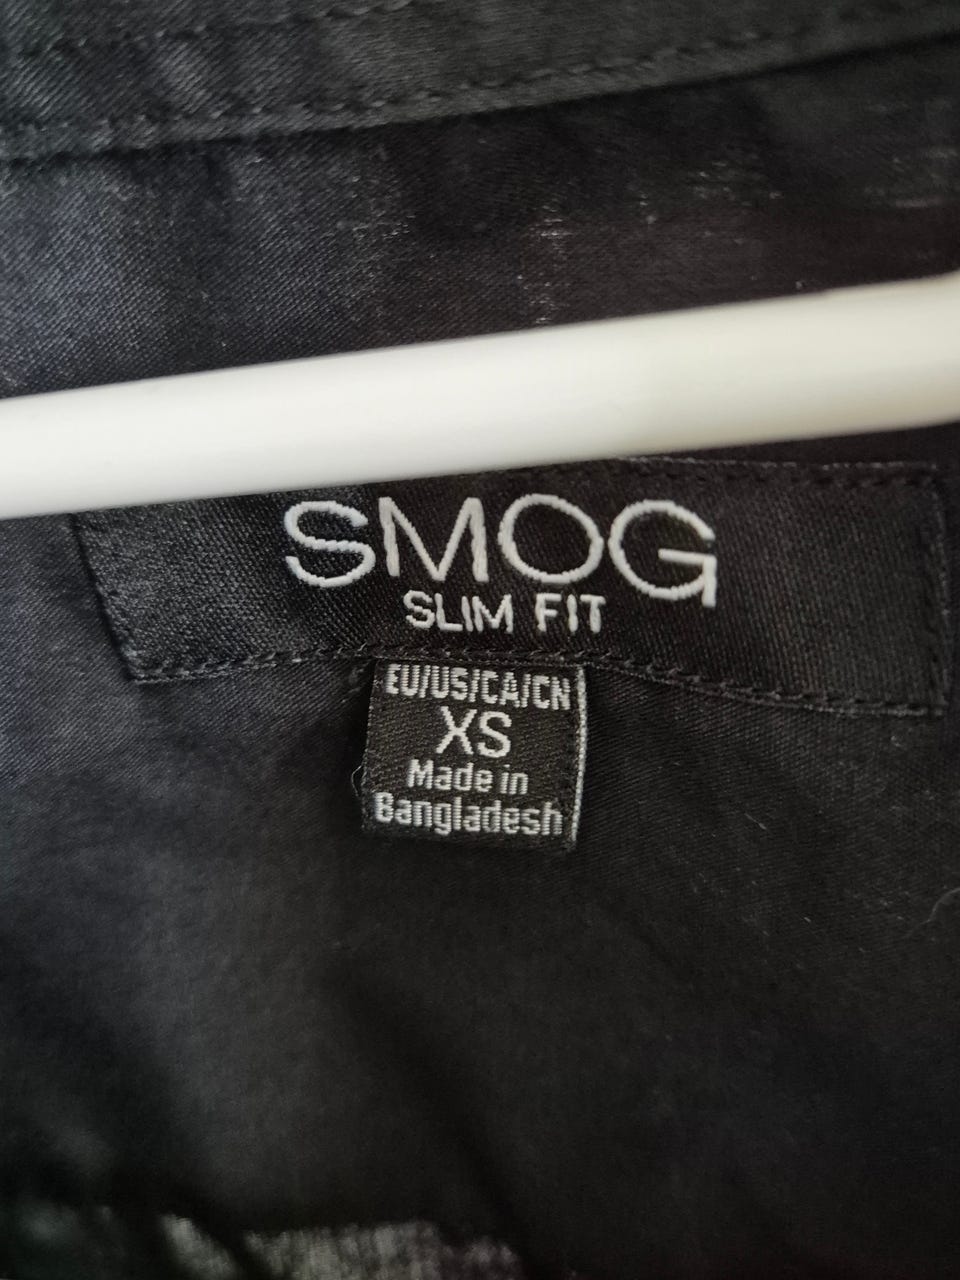 SMOG
SLIM FIT
EU/US/CA/CN
XS
Made in
Bangladesh